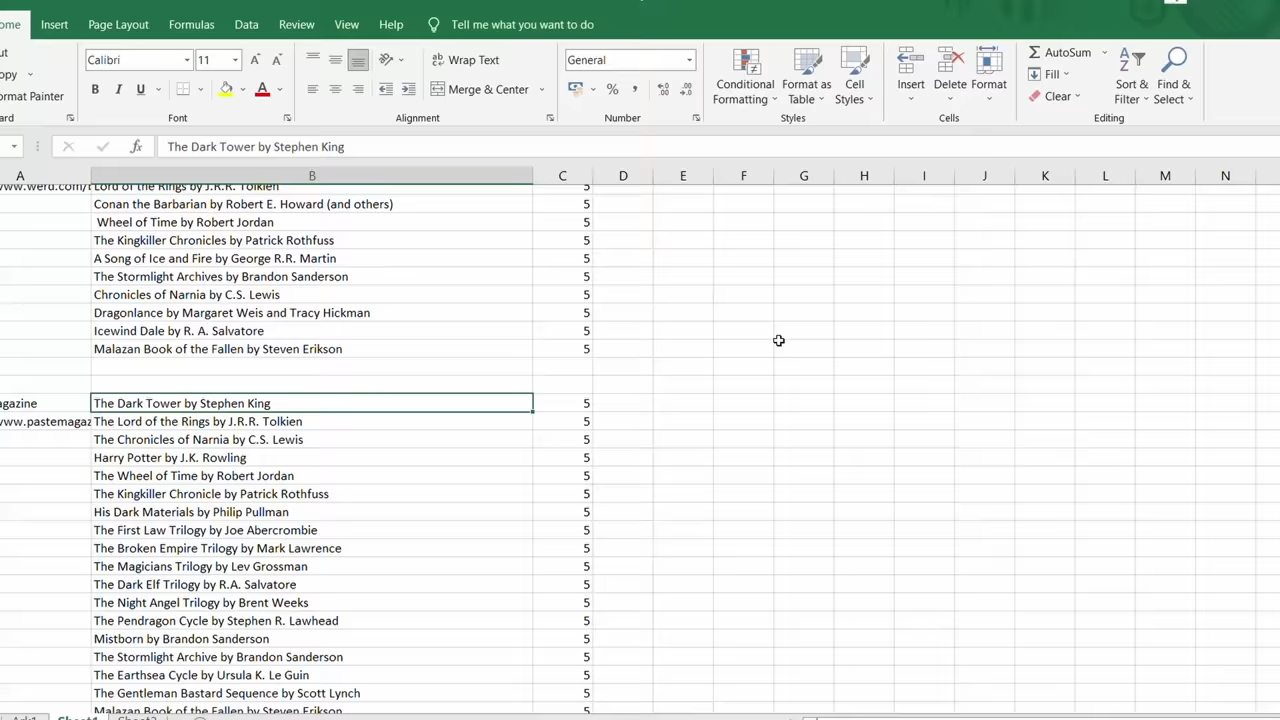 ome Insert Page Layout Formulas Data Review View Help Tell me what you want to do
ut
opy
ormat Painter
ard
Calibri 11
B I U
Font
Wrap Text
Merge & Center
Alignment
General
Number
Conditional Formatting
Format as Table
Cell Styles
Styles
Insert Delete Format
Cells
AutoSum
Fill
Clear
Sort & Filter
Find & Select
Editing
fx The Dark Tower by Stephen King
A B C D E F G H I J K L M N
www.werd.com/ Lord of the Rings by J.R.R. Tolkien 5
Conan the Barbarian by Robert E. Howard (and others) 5
Wheel of Time by Robert Jordan 5
The Kingkiller Chronicles by Patrick Rothfuss 5
A Song of Ice and Fire by George R.R. Martin 5
The Stormlight Archives by Brandon Sanderson 5
Chronicles of Narnia by C.S. Lewis 5
Dragonlance by Margaret Weis and Tracy Hickman 5
Icewind Dale by R. A. Salvatore 5
Malazan Book of the Fallen by Steven Erikson 5
agazine The Dark Tower by Stephen King 5
www.pastemagaz The Lord of the Rings by J.R.R. Tolkien 5
The Chronicles of Narnia by C.S. Lewis 5
Harry Potter by J.K. Rowling 5
The Wheel of Time by Robert Jordan 5
The Kingkiller Chronicle by Patrick Rothfuss 5
His Dark Materials by Philip Pullman 5
The First Law Trilogy by Joe Abercrombie 5
The Broken Empire Trilogy by Mark Lawrence 5
The Magicians Trilogy by Lev Grossman 5
The Dark Elf Trilogy by R.A. Salvatore 5
The Night Angel Trilogy by Brent Weeks 5
The Pendragon Cycle by Stephen R. Lawhead 5
Mistborn by Brandon Sanderson 5
The Stormlight Archive by Brandon Sanderson 5
The Earthsea Cycle by Ursula K. Le Guin 5
The Gentleman Bastard Sequence by Scott Lynch 5
Malazan Book of the Fallen by Steven Erikson 5
Sheet1